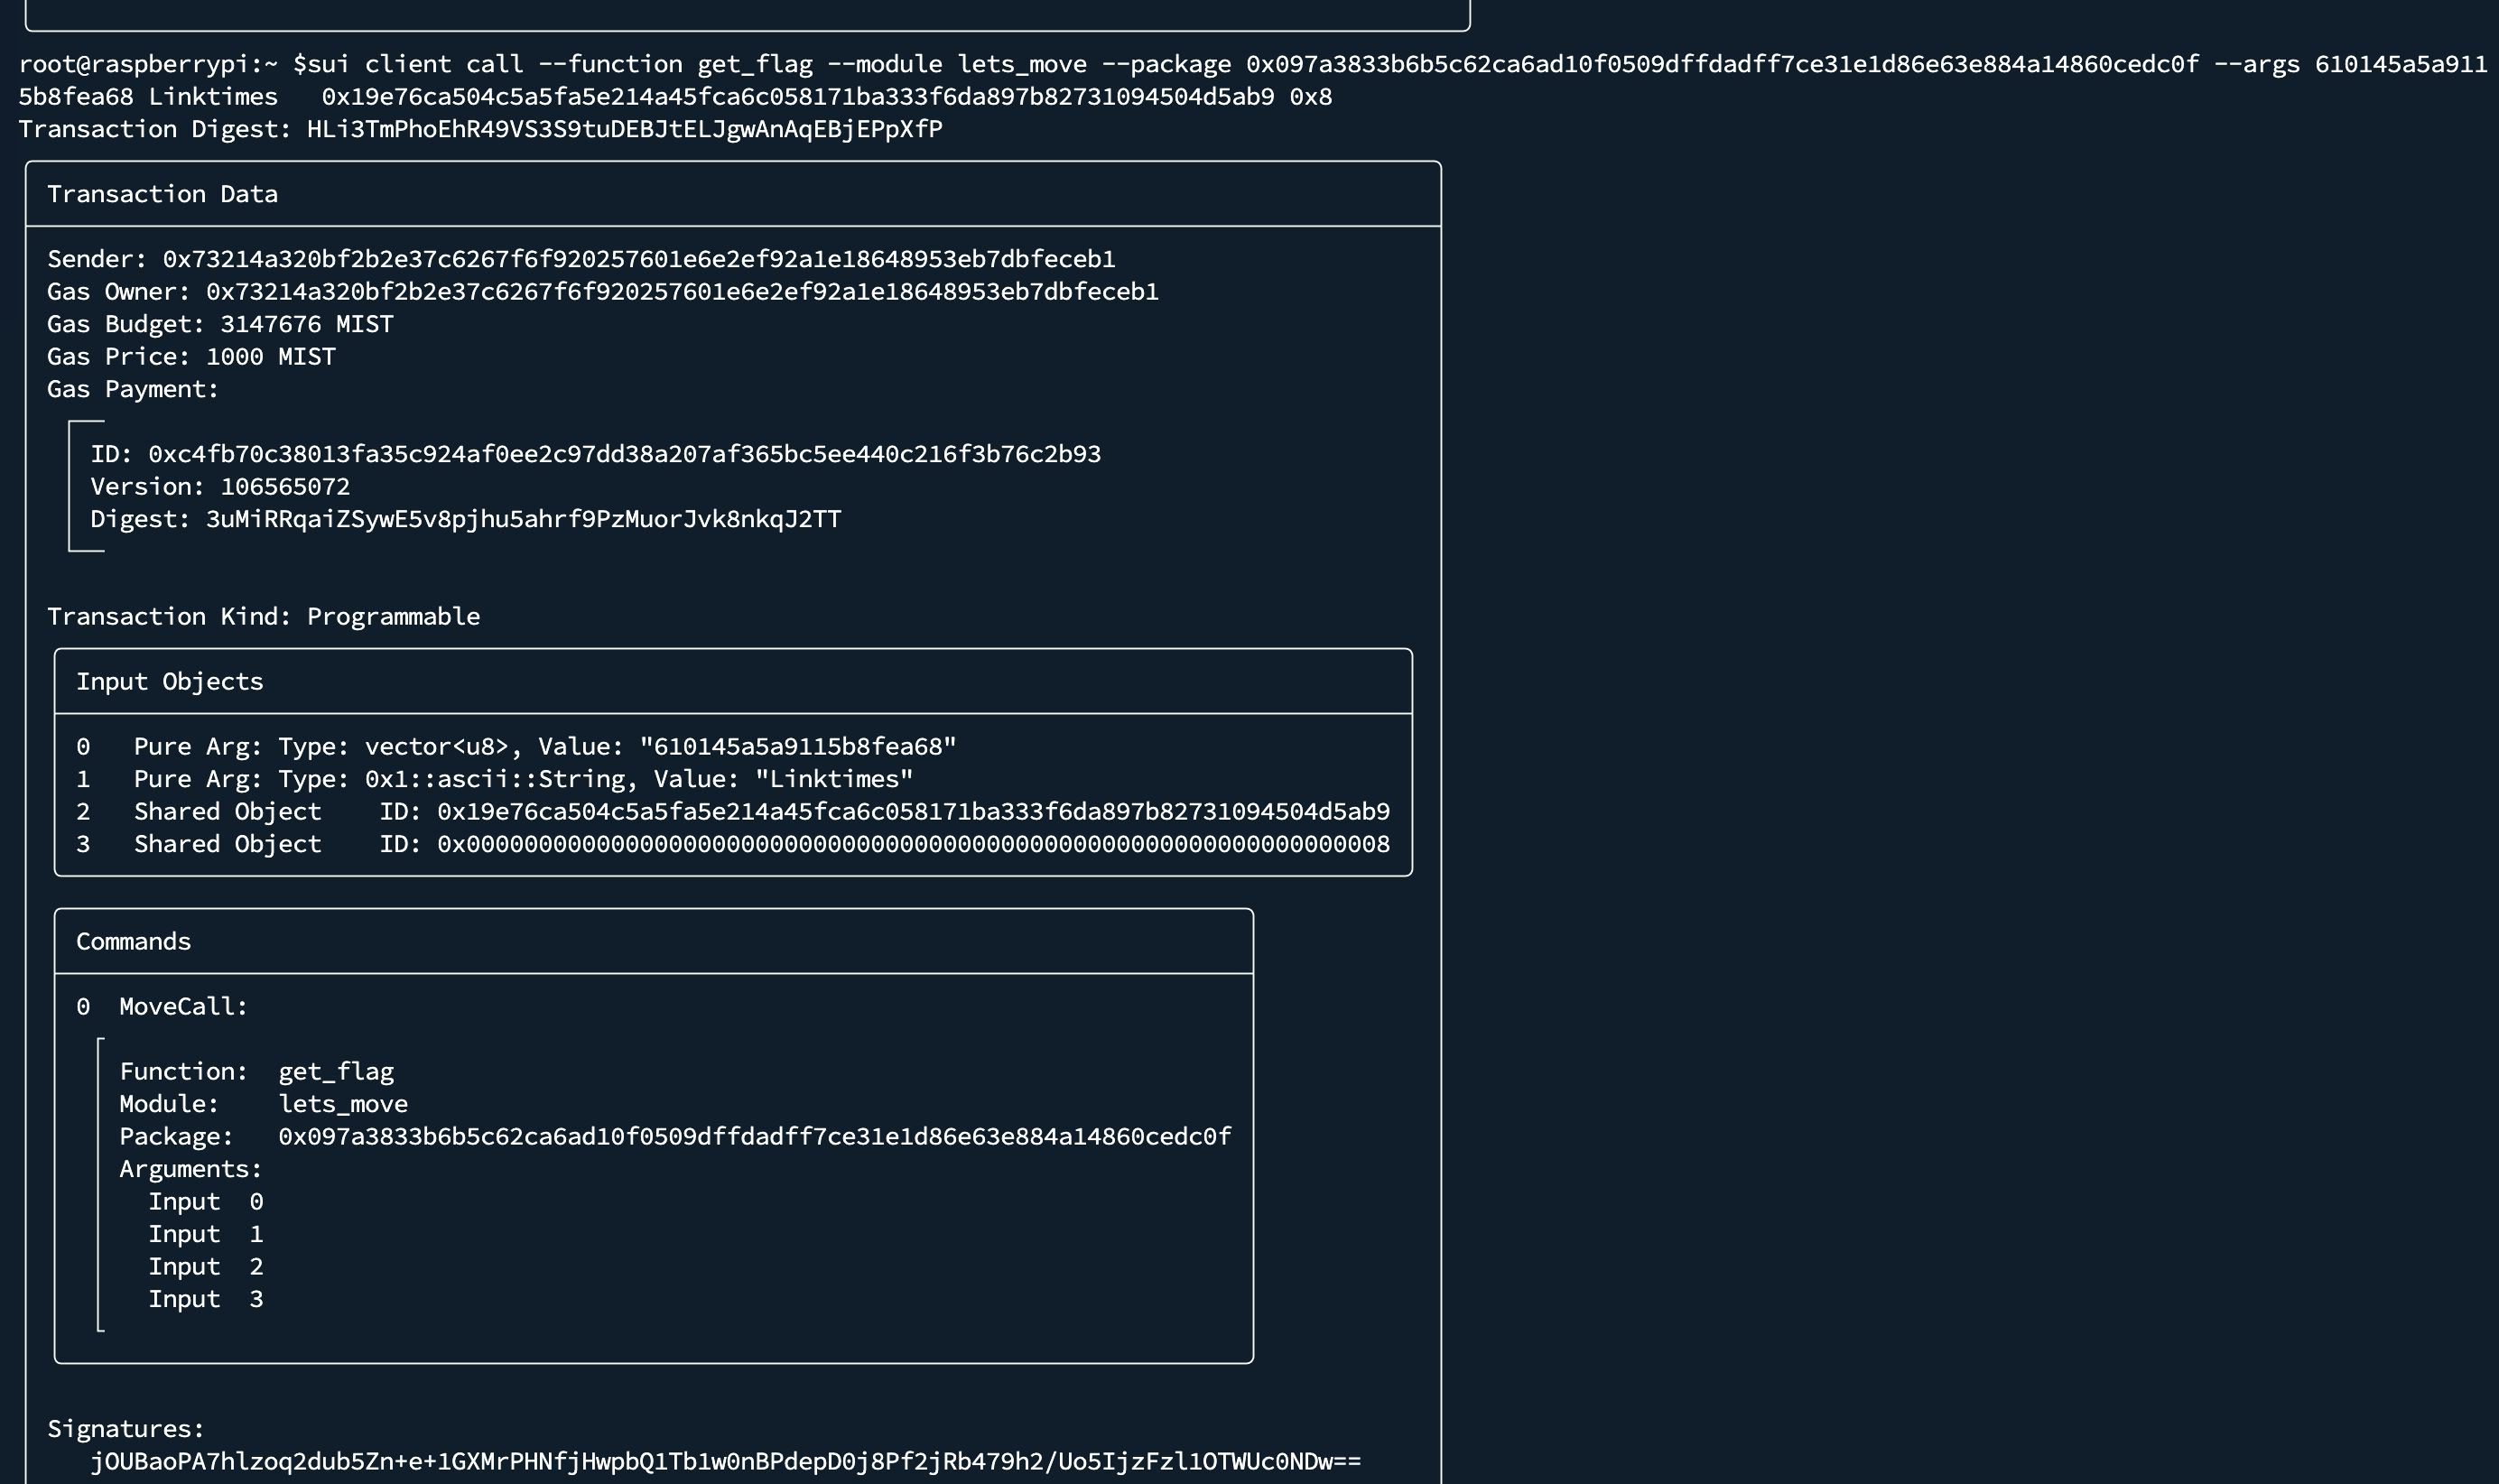 root@raspberrypi:~ $sui client call --function get_flag --module lets_move --package 0x097a3833b6b5c62ca6ad10f0509dffdadff7ce31e1d86e63e884a14860cedc0f --args 610145a5a911
5b8fea68 Linktimes   0x19e76ca504c5a5fa5e214a45fca6c058171ba333f6da897b82731094504d5ab9 0x8
Transaction Digest: HLi3TmPhoEhR49VS3S9tuDEBJtELJgwAnAqEBjEPpXfP
Transaction Data
Sender: 0x73214a320bf2b2e37c6267f6f920257601e6e2ef92a1e18648953eb7dbfeceb1
Gas Owner: 0x73214a320bf2b2e37c6267f6f920257601e6e2ef92a1e18648953eb7dbfeceb1
Gas Budget: 3147676 MIST
Gas Price: 1000 MIST
Gas Payment:
ID: 0xc4fb70c38013fa35c924af0ee2c97dd38a207af365bc5ee440c216f3b76c2b93
Version: 106565072
Digest: 3uMiRRqaiZSywE5v8pjhu5ahrf9PzMuorJvk8nkqJ2TT
Transaction Kind: Programmable
Input Objects
0   Pure Arg: Type: vector<u8>, Value: "610145a5a9115b8fea68"
1   Pure Arg: Type: 0x1::ascii::String, Value: "Linktimes"
2   Shared Object    ID: 0x19e76ca504c5a5fa5e214a45fca6c058171ba333f6da897b82731094504d5ab9
3   Shared Object    ID: 0x0000000000000000000000000000000000000000000000000000000000000008
Commands
0  MoveCall:
Function:  get_flag
Module:    lets_move
Package:   0x097a3833b6b5c62ca6ad10f0509dffdadff7ce31e1d86e63e884a14860cedc0f
Arguments:
Input  0
Input  1
Input  2
Input  3
Signatures:
jOUBaoPA7hlzoq2dub5Zn+e+1GXMrPHNfjHwpbQ1Tb1w0nBPdepD0j8Pf2jRb479h2/Uo5IjzFzl1OTWUc0NDw==